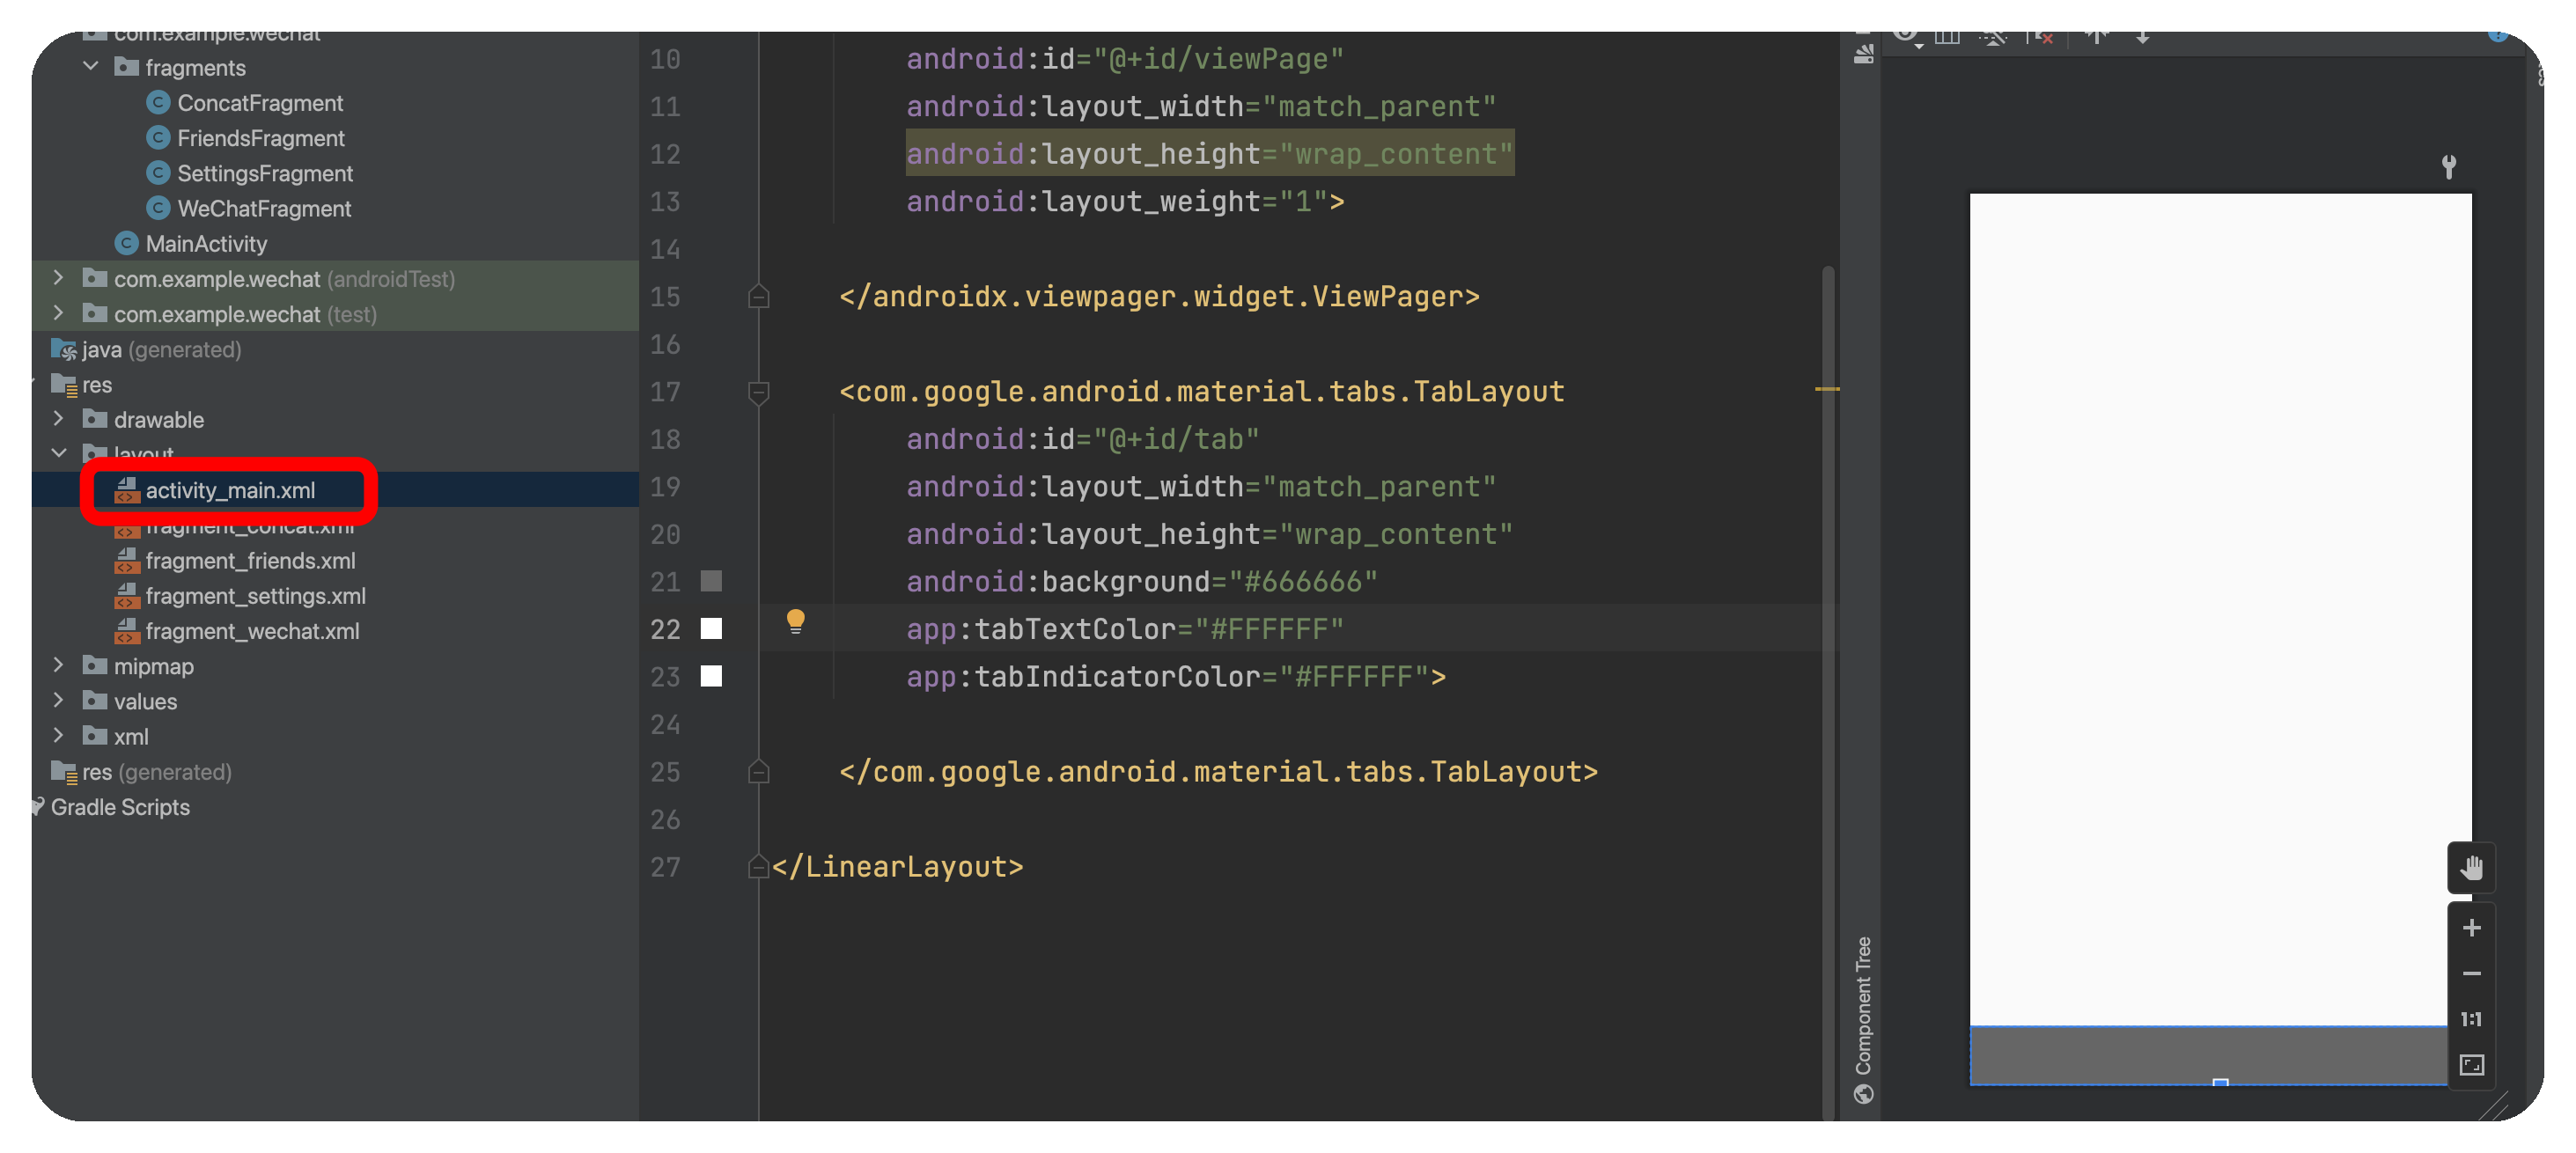 com.example.wechat
fragments
ConcatFragment
FriendsFragment
SettingsFragment
WeChatFragment
MainActivity
com.example.wechat (androidTest)
com.example.wechat (test)
java (generated)
res
drawable
layout
activity_main.xml
fragment_concat.xml
fragment_friends.xml
fragment_settings.xml
fragment_wechat.xml
mipmap
values
xml
res (generated)
Gradle Scripts
10 android:id="@+id/viewPage"
11 android:layout_width="match_parent"
12 android:layout_height="wrap_content"
13 android:layout_weight="1">
14
15 </androidx.viewpager.widget.ViewPager>
16
17 <com.google.android.material.tabs.TabLayout
18 android:id="@+id/tab"
19 android:layout_width="match_parent"
20 android:layout_height="wrap_content"
21 android:background="#666666"
22 app:tabTextColor="#FFFFFF"
23 app:tabIndicatorColor="#FFFFFF">
24
25 </com.google.android.material.tabs.TabLayout>
26
27 </LinearLayout>
Component Tree
1:1